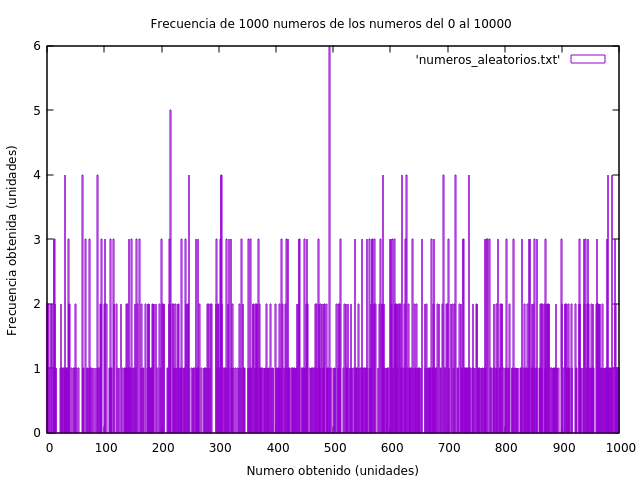 Frecuencia de 1000 numeros de los numeros del 0 al 10000
'numeros_aleatorios.txt'
6
5
4
3
2
1
0
Frecuencia obtenida (unidades)
0 100 200 300 400 500 600 700 800 900 1000
Numero obtenido (unidades)